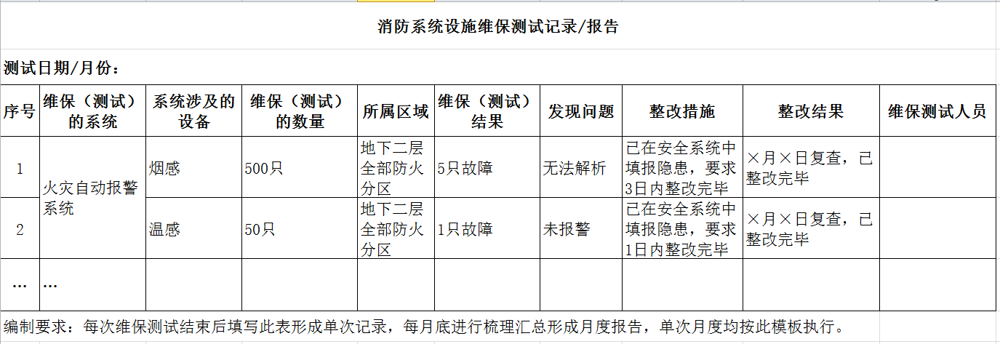 消防系统设施维保测试记录/报告
测试日期/月份：
序号
维保（测试）
的系统
系统涉及的
设备
维保（测试）
的数量
所属区域
维保（测试）
结果
发现问题
整改措施
整改结果
维保测试人员
1
火灾自动报警
系统
烟感
500只
地下二层
全部防火
分区
5只故障
无法解析
已在安全系统中
填报隐患，要求
3日内整改完毕
×月×日复查，已
整改完毕
2
温感
50只
地下二层
全部防火
分区
1只故障
未报警
已在安全系统中
填报隐患，要求
1日内整改完毕
×月×日复查，已
整改完毕
…
…
编制要求：每次维保测试结束后填写此表形成单次记录，每月底进行梳理汇总形成月度报告，单次月度均按此模板执行。